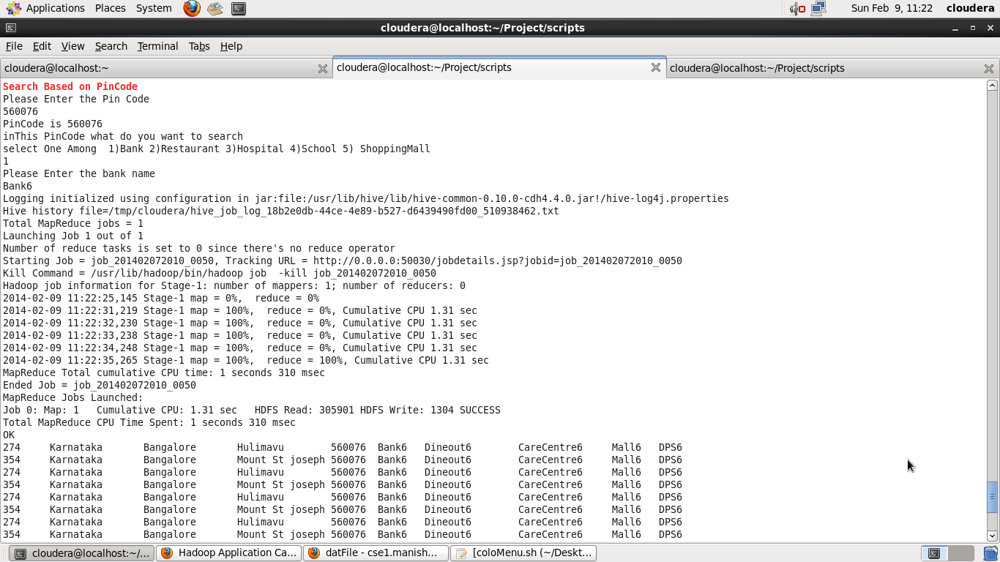 Applications Places System Sun Feb 9, 11:22 cloudera
cloudera@localhost:~/Project/scripts
File Edit View Search Terminal Tabs Help
cloudera@localhost:~ cloudera@localhost:~/Project/scripts cloudera@localhost:~/Project/scripts
Search Based on PinCode
Please Enter the Pin Code
560076
PinCode is 560076
inThis PinCode what do you want to search
select One Among  1)Bank 2)Restaurant 3)Hospital 4)School 5) ShoppingMall
1
Please Enter the bank name
Bank6
Logging initialized using configuration in jar:file:/usr/lib/hive/lib/hive-common-0.10.0-cdh4.4.0.jar!/hive-log4j.properties
Hive history file=/tmp/cloudera/hive_job_log_18b2e0db-44ce-4e89-b527-d6439490fd00_510938462.txt
Total MapReduce jobs = 1
Launching Job 1 out of 1
Number of reduce tasks is set to 0 since there's no reduce operator
Starting Job = job_201402072010_0050, Tracking URL = http://0.0.0.0:50030/jobdetails.jsp?jobid=job_201402072010_0050
Kill Command = /usr/lib/hadoop/bin/hadoop job  -kill job_201402072010_0050
Hadoop job information for Stage-1: number of mappers: 1; number of reducers: 0
2014-02-09 11:22:25,145 Stage-1 map = 0%,  reduce = 0%
2014-02-09 11:22:31,219 Stage-1 map = 100%,  reduce = 0%, Cumulative CPU 1.31 sec
2014-02-09 11:22:32,230 Stage-1 map = 100%,  reduce = 0%, Cumulative CPU 1.31 sec
2014-02-09 11:22:33,238 Stage-1 map = 100%,  reduce = 0%, Cumulative CPU 1.31 sec
2014-02-09 11:22:34,248 Stage-1 map = 100%,  reduce = 0%, Cumulative CPU 1.31 sec
2014-02-09 11:22:35,265 Stage-1 map = 100%,  reduce = 100%, Cumulative CPU 1.31 sec
MapReduce Total cumulative CPU time: 1 seconds 310 msec
Ended Job = job_201402072010_0050
MapReduce Jobs Launched:
Job 0: Map: 1   Cumulative CPU: 1.31 sec   HDFS Read: 305901 HDFS Write: 1304 SUCCESS
Total MapReduce CPU Time Spent: 1 seconds 310 msec
OK
274 Karnataka Bangalore Hulimavu 560076 Bank6 Dineout6 CareCentre6 Mall6 DPS6
354 Karnataka Bangalore Mount St joseph 560076 Bank6 Dineout6 CareCentre6 Mall6 DPS6
274 Karnataka Bangalore Hulimavu 560076 Bank6 Dineout6 CareCentre6 Mall6 DPS6
354 Karnataka Bangalore Mount St joseph 560076 Bank6 Dineout6 CareCentre6 Mall6 DPS6
274 Karnataka Bangalore Hulimavu 560076 Bank6 Dineout6 CareCentre6 Mall6 DPS6
354 Karnataka Bangalore Mount St joseph 560076 Bank6 Dineout6 CareCentre6 Mall6 DPS6
274 Karnataka Bangalore Hulimavu 560076 Bank6 Dineout6 CareCentre6 Mall6 DPS6
354 Karnataka Bangalore Mount St joseph 560076 Bank6 Dineout6 CareCentre6 Mall6 DPS6
cloudera@localhost:~/... Hadoop Application Ca... datFile - cse1.manish... [coloMenu.sh (~/Deskt...